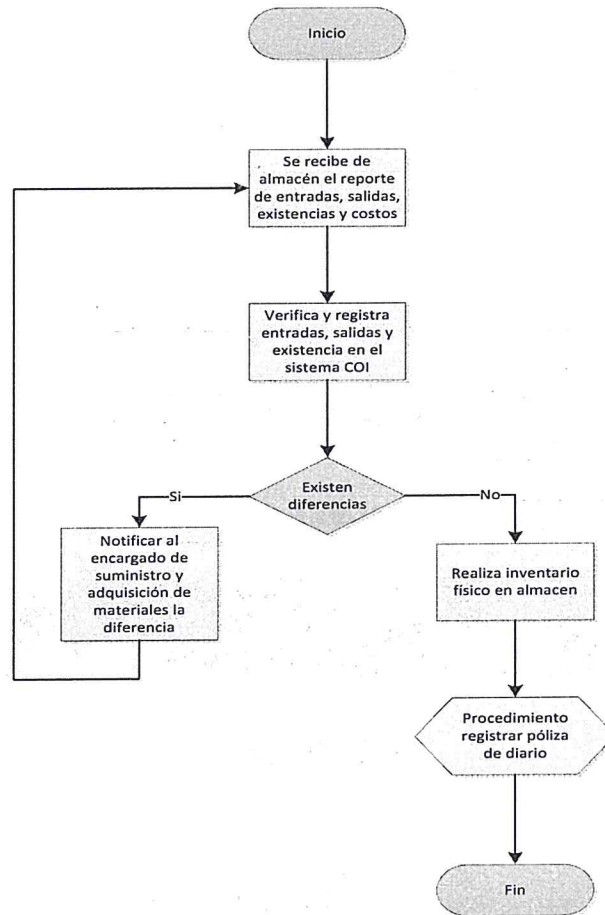 Inicio
Se recibe de
almacén el reporte
de entradas, salidas,
existencias y costos
Verifica y registra
entradas, salidas y
existencia en el
sistema COI
Existen
diferencias
Si
No
Notificar al
encargado de
suministro y
adquisición de
materiales la
diferencia
Realiza inventario
físico en almacen
Procedimiento
registrar póliza
de diario
Fin